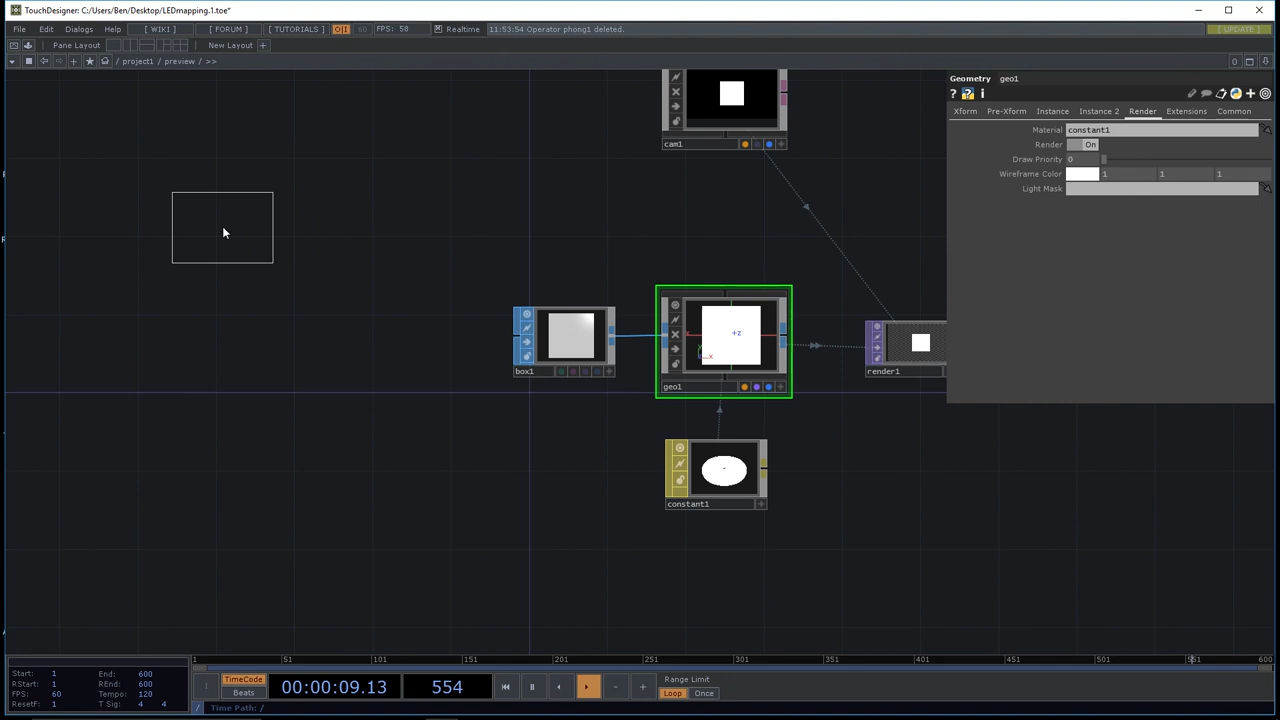 TouchDesigner: C:/Users/Ben/Desktop/LEDmapping.1.toe*
File Edit Dialogs Help [ WIKI ] [ FORUM ] [ TUTORIALS ] O|I 60 FPS: 58 Realtime 11:53:54 Operator phong1 deleted. [ UPDATE ]
Pane Layout New Layout +
/ project1 / preview / >> 0
Geometry geo1
? ? i
Xform Pre-Xform Instance Instance 2 Render Extensions Common
Material constant1
Render On
Draw Priority 0
Wireframe Color 1 1 1
Light Mask
cam1
+z
x
box1
geo1
render1
constant1
1 51 101 151 201 251 301 351 401 451 501 551 600
Start: 1 End: 600
RStart: 1 REnd: 600
FPS: 60 Tempo: 120
ResetF: 1 T Sig: 4 4
TimeCode
Beats
00:00:09.13 554
Range Limit
Loop Once
/ Time Path: /